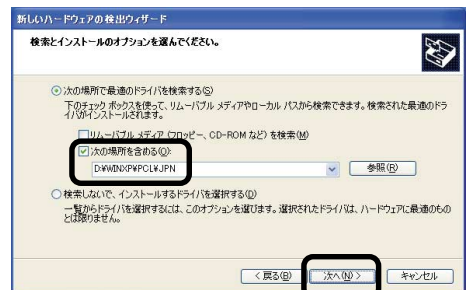 新しいハードウェアの検出ウィザード
検索とインストールのオプションを選んでください。
次の場所で最適のドライバを検索する(S)
下のチェック ボックスを使って、リムーバブル メディアやローカル パスから検索できます。検索された最適のドラ
イバがインストールされます。
リムーバブル メディア (フロッピー、CD-ROM など) を検索(M)
次の場所を含める(O):
D:¥WINXP¥PCL¥JPN
参照(R)
検索しないで、インストールするドライバを選択する(D)
一覧からドライバを選択するには、このオプションを選びます。選択されたドライバは、ハードウェアに最適のもの
とは限りません。
< 戻る(B) 次へ(N) > キャンセル